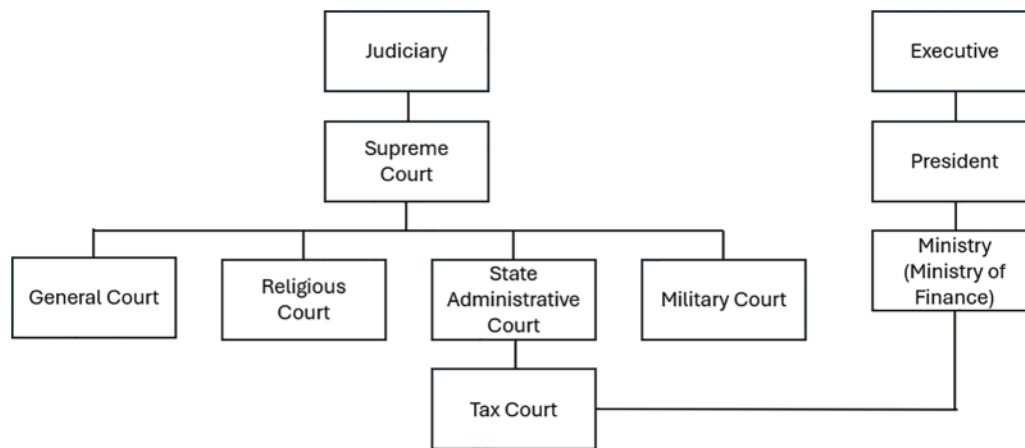 Judiciary
Executive
Supreme
Court
President
General Court
Religious
Court
State
Administrative
Court
Military Court
Ministry
(Ministry of
Finance)
Tax Court